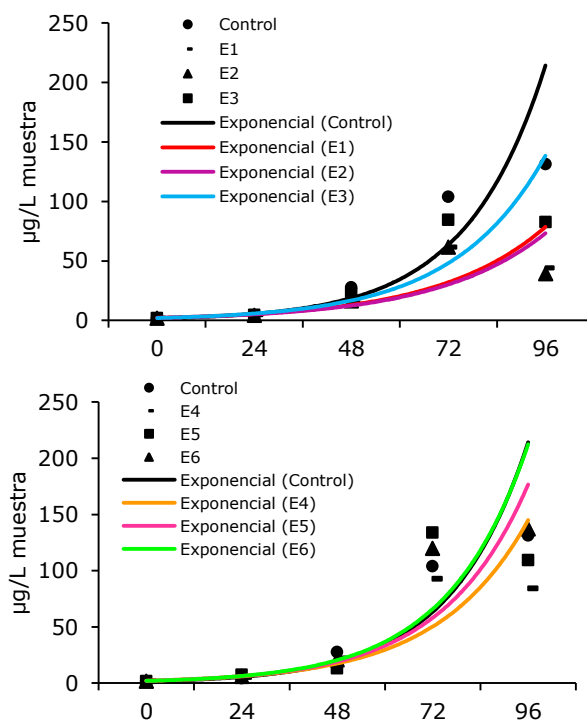 250
200
150
100
50
0
µg/L muestra
Control
E1
E2
E3
Exponencial (Control)
Exponencial (E1)
Exponencial (E2)
Exponencial (E3)
0 24 48 72 96
250
200
150
100
50
0
µg/L muestra
Control
E4
E5
E6
Exponencial (Control)
Exponencial (E4)
Exponencial (E5)
Exponencial (E6)
0 24 48 72 96